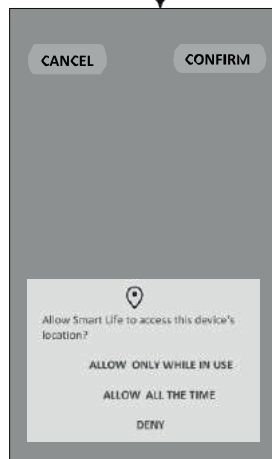 CANCEL
CONFIRM
Allow Smart Life to access this device's
location?
ALLOW ONLY WHILE IN USE
ALLOW ALL THE TIME
DENY